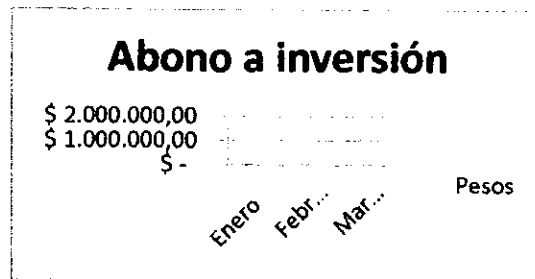 Abono a inversión
$ 2.000.000,00
$ 1.000.000,00
$ -
Pesos
Enero
Febr...
Mar...